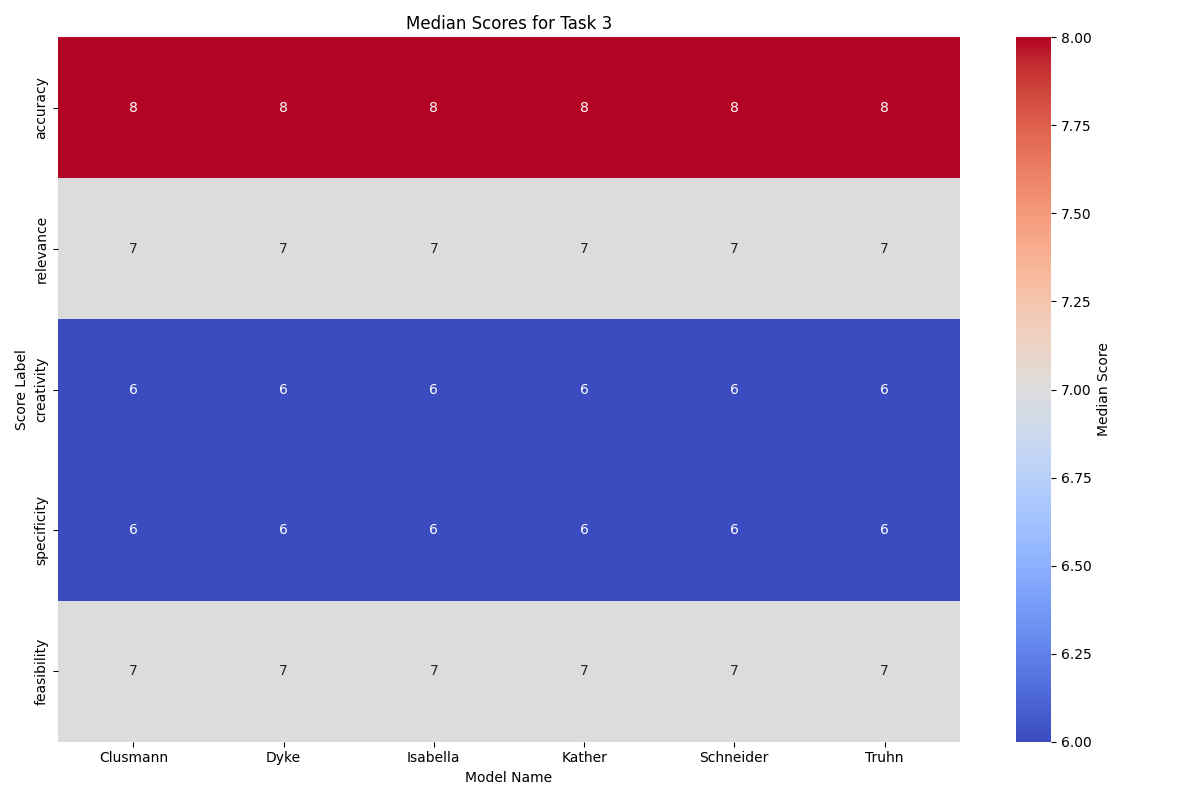 Median Scores for Task 3
Score Label
accuracy 8 8 8 8 8 8
relevance 7 7 7 7 7 7
creativity 6 6 6 6 6 6
specificity 6 6 6 6 6 6
feasibility 7 7 7 7 7 7
Clusmann Dyke Isabella Kather Schneider Truhn
Model Name
8.00
7.75
7.50
7.25
7.00
6.75
6.50
6.25
6.00
Median Score